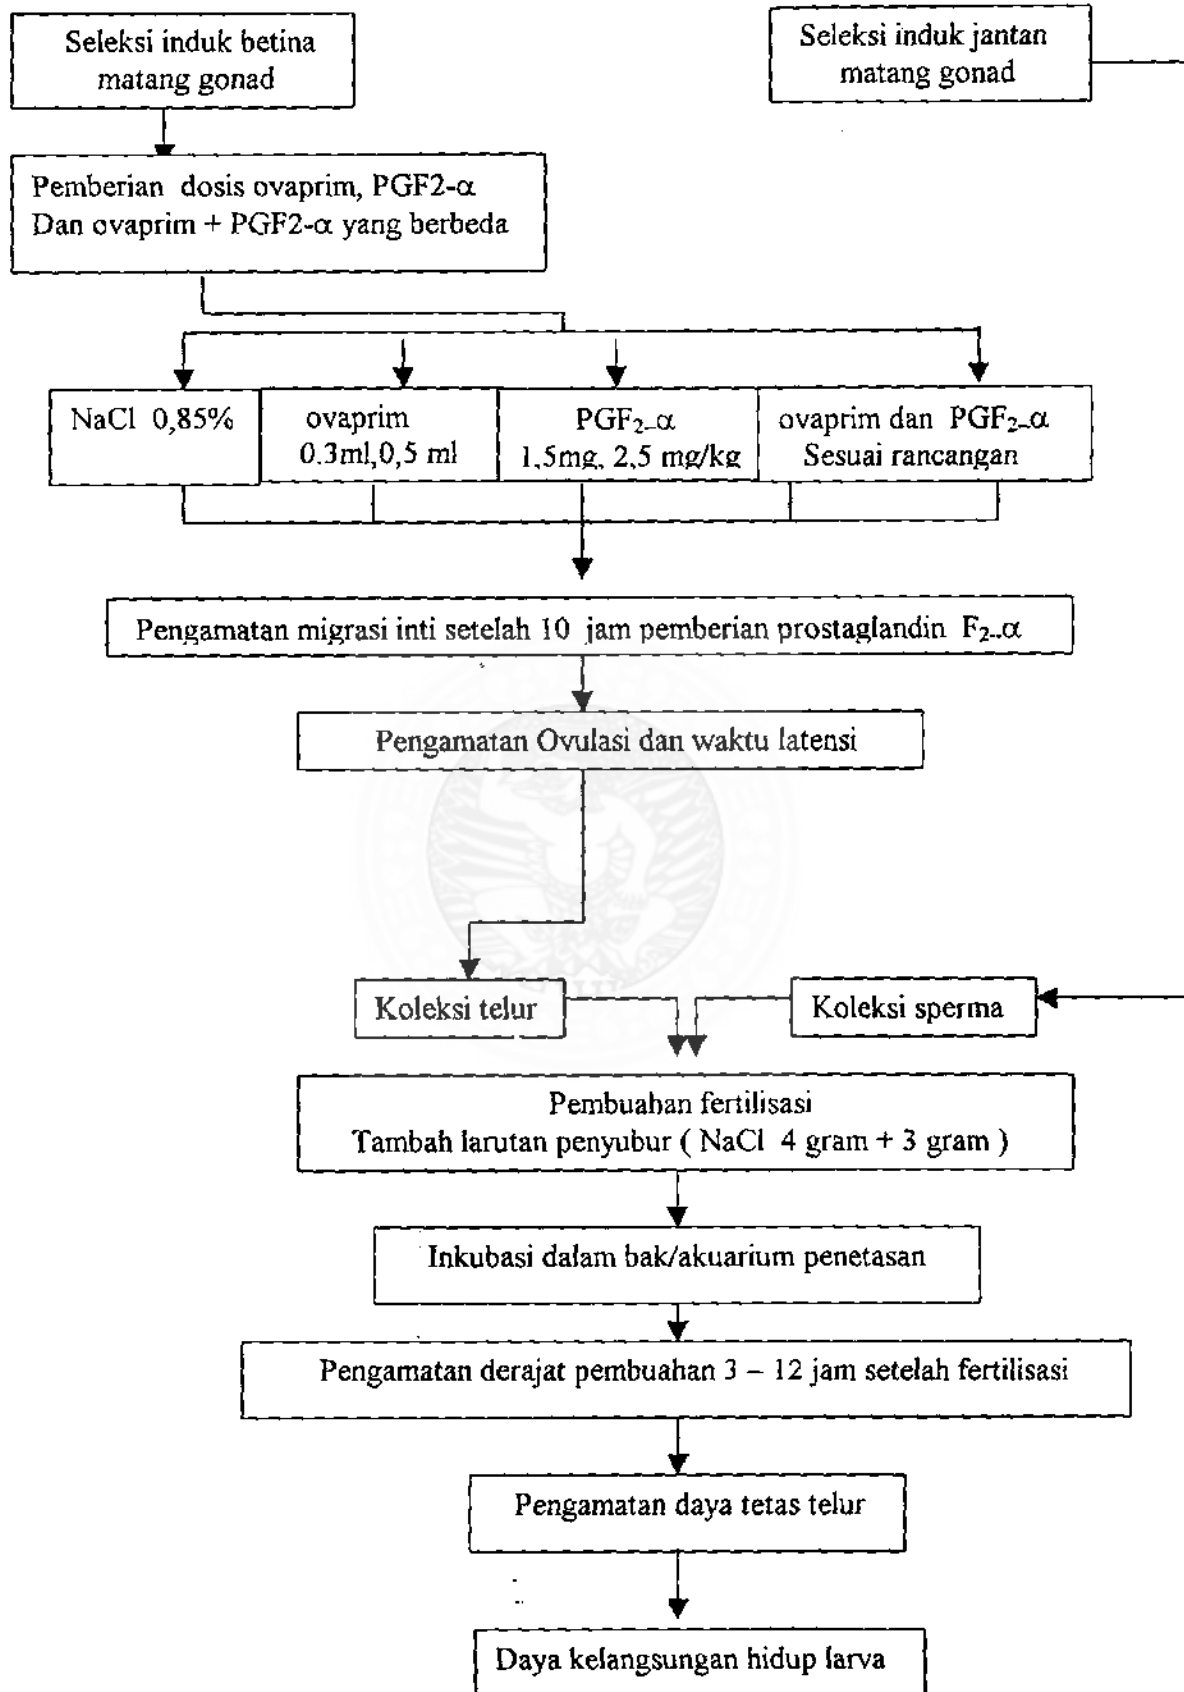 Seleksi induk betina
matang gonad
Seleksi induk jantan
matang gonad
Pemberian dosis ovaprim, PGF2-α
Dan ovaprim + PGF2-α yang berbeda
NaCl 0,85%
ovaprim
0.3ml,0,5 ml
PGF₂-α
1,5mg, 2,5 mg/kg
ovaprim dan PGF₂-α
Sesuai rancangan
Pengamatan migrasi inti setelah 10 jam pemberian prostaglandin F₂-α
Pengamatan Ovulasi dan waktu latensi
Koleksi telur
Koleksi sperma
Pembuahan fertilisasi
Tambah larutan penyubur ( NaCl 4 gram + 3 gram )
Inkubasi dalam bak/akuarium penetasan
Pengamatan derajat pembuahan 3 – 12 jam setelah fertilisasi
Pengamatan daya tetas telur
Daya kelangsungan hidup larva